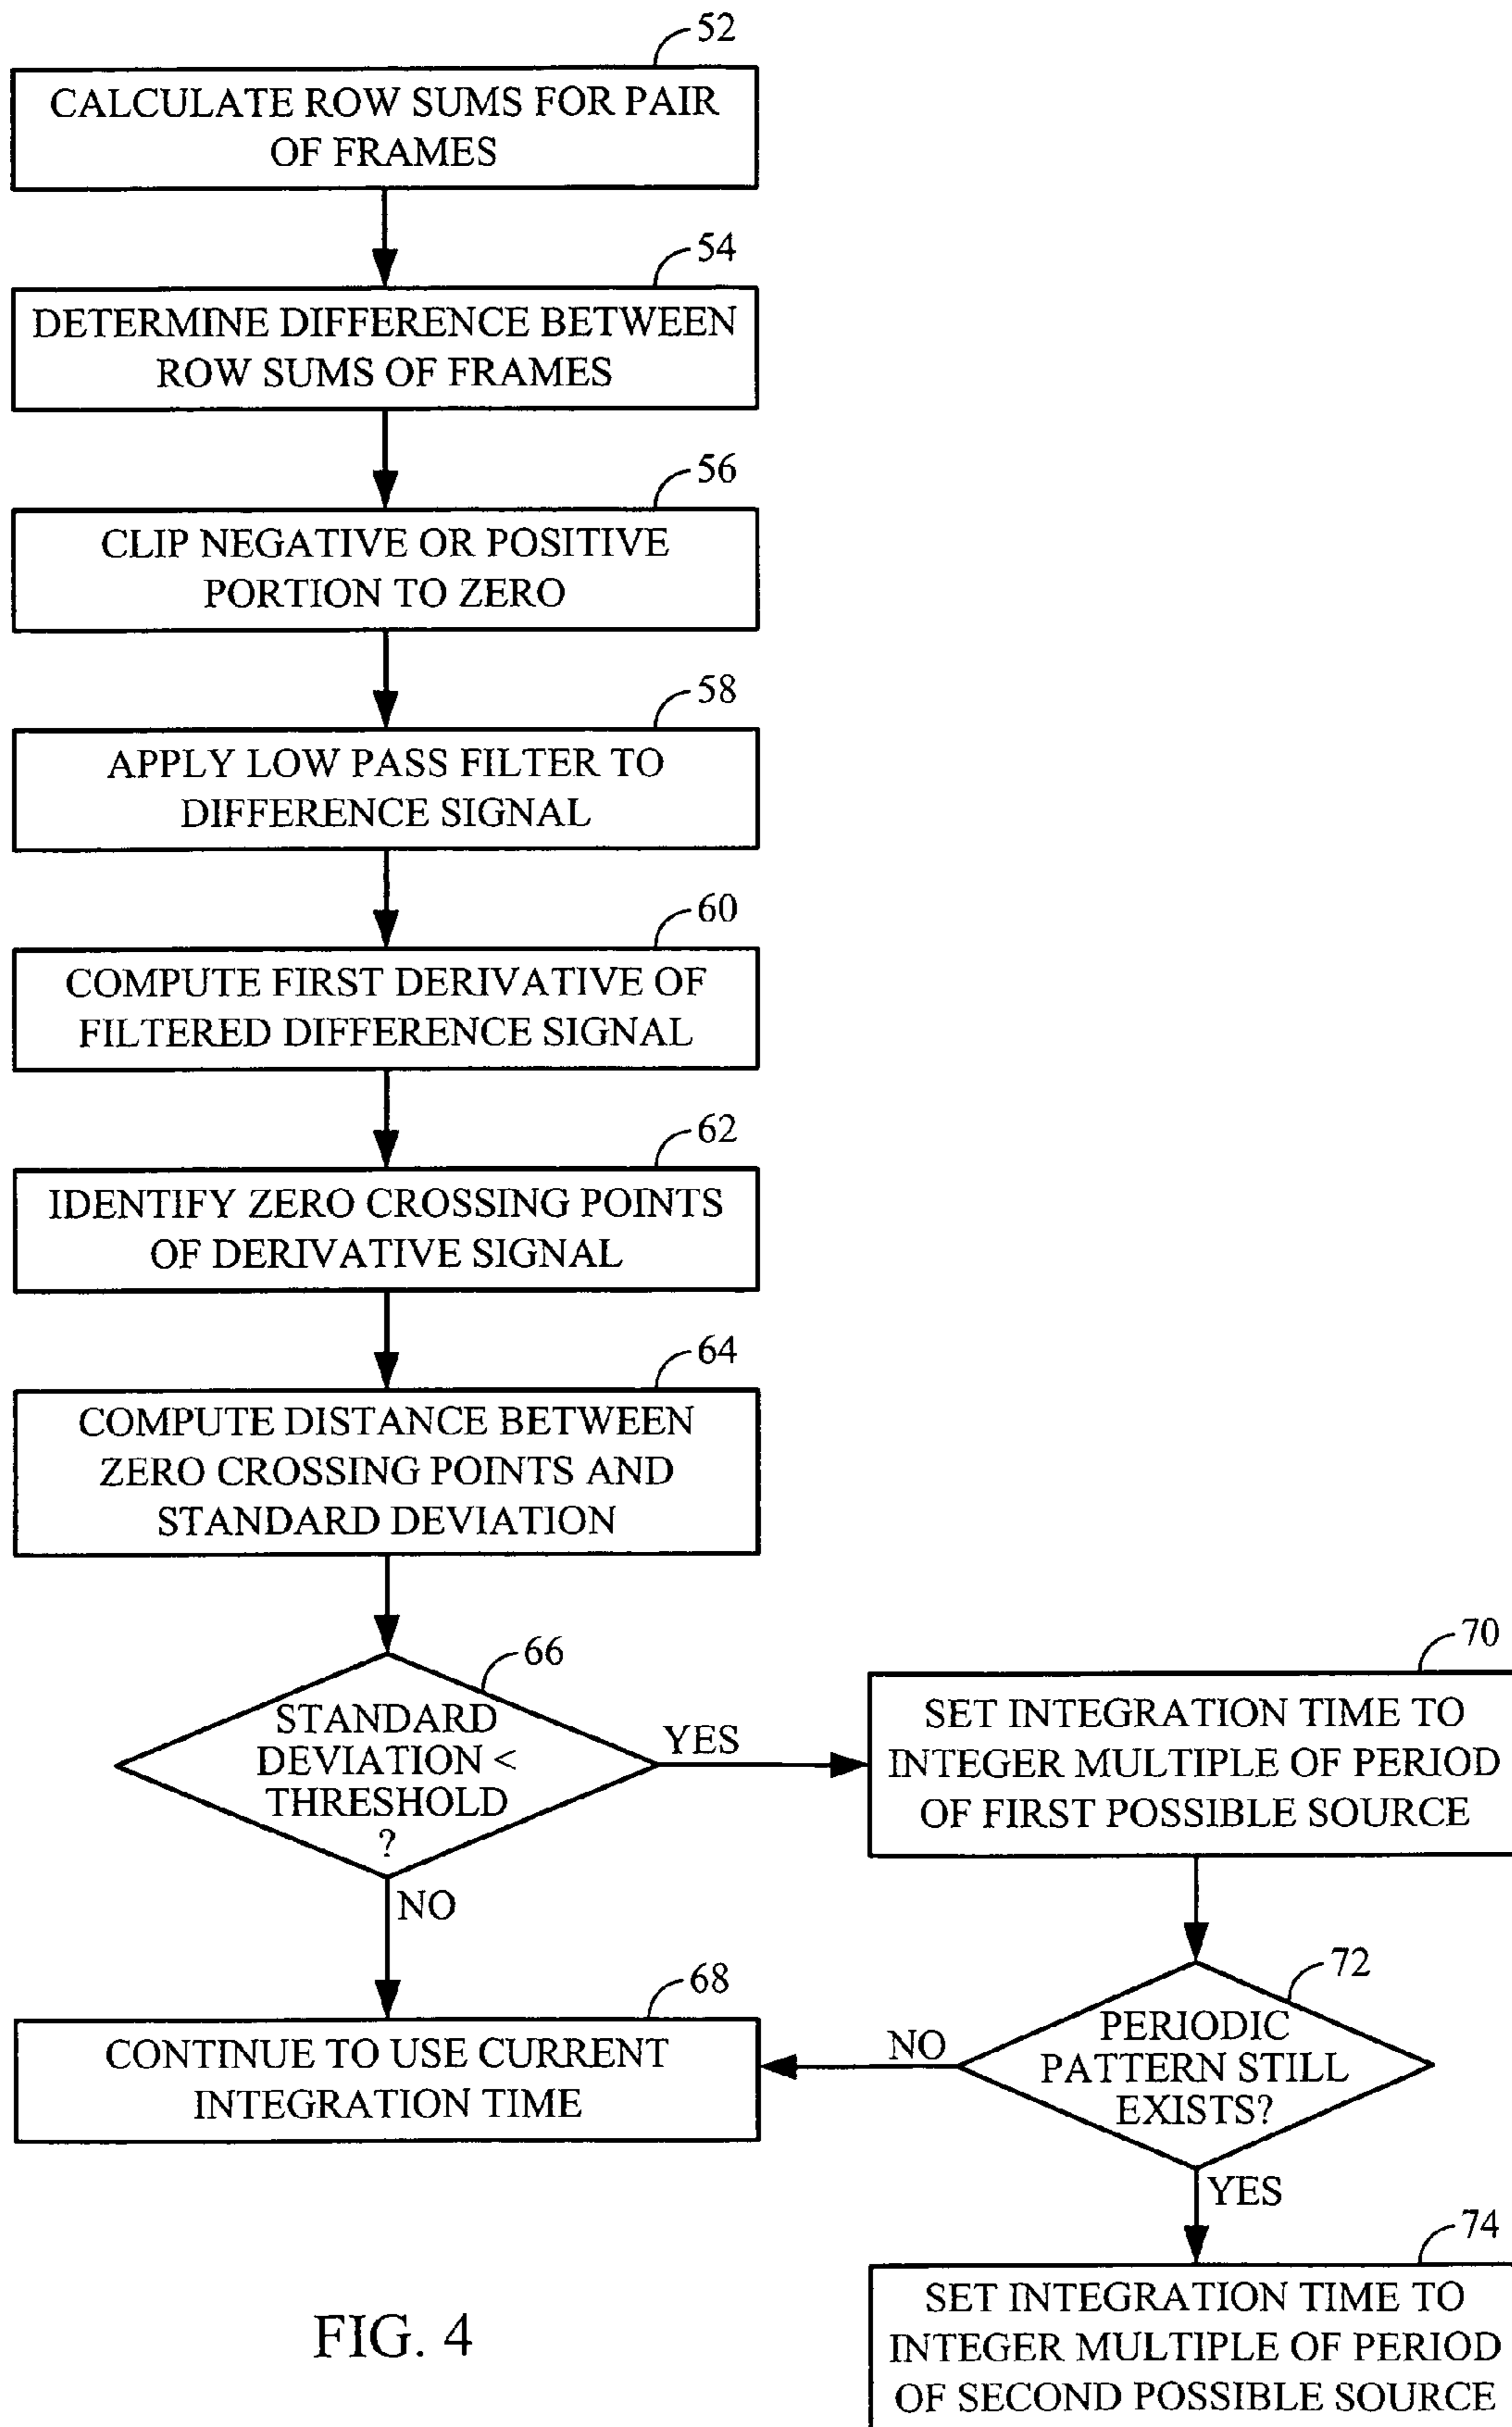 52
CALCULATE ROW SUMS FOR PAIR
OF FRAMES
54
DETERMINE DIFFERENCE BETWEEN
ROW SUMS OF FRAMES
56
CLIP NEGATIVE OR POSITIVE
PORTION TO ZERO
58
APPLY LOW PASS FILTER TO
DIFFERENCE SIGNAL
60
COMPUTE FIRST DERIVATIVE OF
FILTERED DIFFERENCE SIGNAL
62
IDENTIFY ZERO CROSSING POINTS
OF DERIVATIVE SIGNAL
64
COMPUTE DISTANCE BETWEEN
ZERO CROSSING POINTS AND
STANDARD DEVIATION
66
STANDARD
DEVIATION <
THRESHOLD
?
YES
NO
70
SET INTEGRATION TIME TO
INTEGER MULTIPLE OF PERIOD
OF FIRST POSSIBLE SOURCE
68
CONTINUE TO USE CURRENT
INTEGRATION TIME
72
PERIODIC
PATTERN STILL
EXISTS?
NO
YES
74
SET INTEGRATION TIME TO
INTEGER MULTIPLE OF PERIOD
OF SECOND POSSIBLE SOURCE
FIG. 4